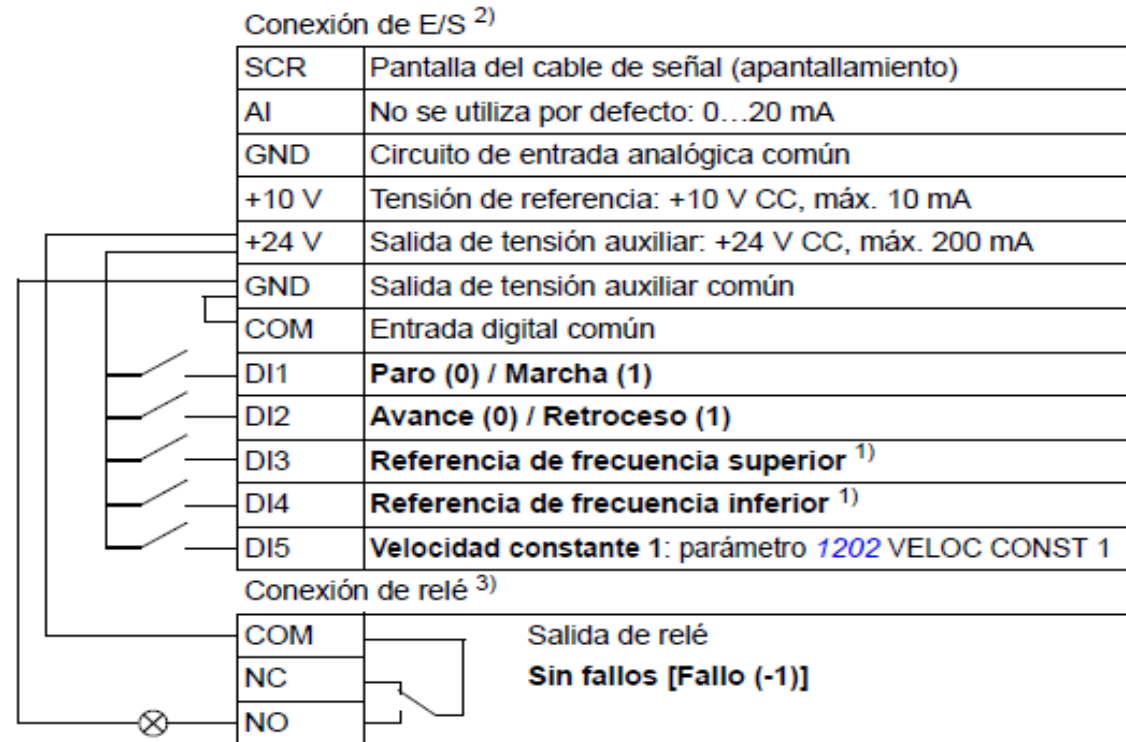 Conexión de E/S 2)
SCR Pantalla del cable de señal (apantallamiento)
AI No se utiliza por defecto: 0…20 mA
GND Circuito de entrada analógica común
+10 V Tensión de referencia: +10 V CC, máx. 10 mA
+24 V Salida de tensión auxiliar: +24 V CC, máx. 200 mA
GND Salida de tensión auxiliar común
COM Entrada digital común
DI1 Paro (0) / Marcha (1)
DI2 Avance (0) / Retroceso (1)
DI3 Referencia de frecuencia superior 1)
DI4 Referencia de frecuencia inferior 1)
DI5 Velocidad constante 1: parámetro 1202 VELOC CONST 1
Conexión de relé 3)
COM Salida de relé
NC Sin fallos [Fallo (-1)]
NO